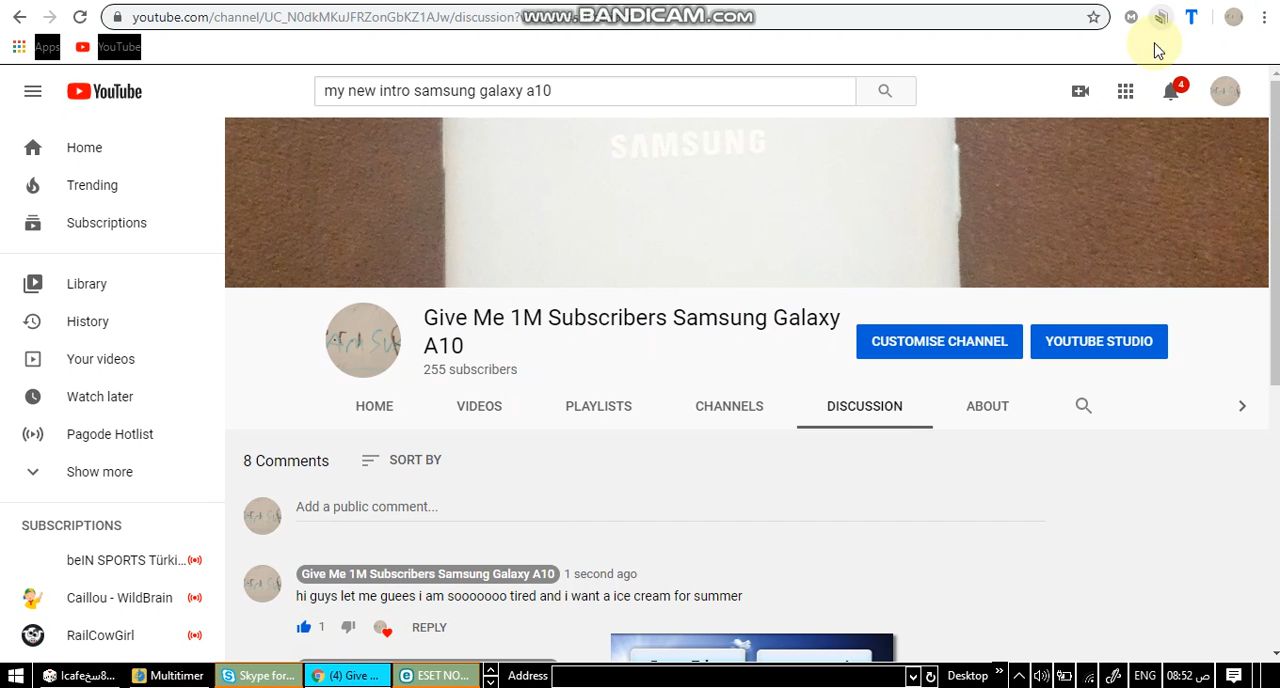 youtube.com/channel/UC_N0dkMKuJFRZonGbKZ1AJw/discussion?
www.BANDICAM.com
Apps
YouTube
YouTube
my new intro samsung galaxy a10
4
SAMSUNG
Home
Trending
Subscriptions
Library
History
Your videos
Watch later
Pagode Hotlist
Show more
SUBSCRIPTIONS
beIN SPORTS Türki...
Caillou - WildBrain
RailCowGirl
Give Me 1M Subscribers Samsung Galaxy
A10
255 subscribers
CUSTOMISE CHANNEL
YOUTUBE STUDIO
HOME
VIDEOS
PLAYLISTS
CHANNELS
DISCUSSION
ABOUT
8 Comments
SORT BY
Add a public comment...
Give Me 1M Subscribers Samsung Galaxy A10 1 second ago
hi guys let me guees i am sooooooo tired and i want a ice cream for summer
1
REPLY
Multitimer
Skype for...
(4) Give ...
ESET NO...
Address
Desktop
ENG
08:52 ص